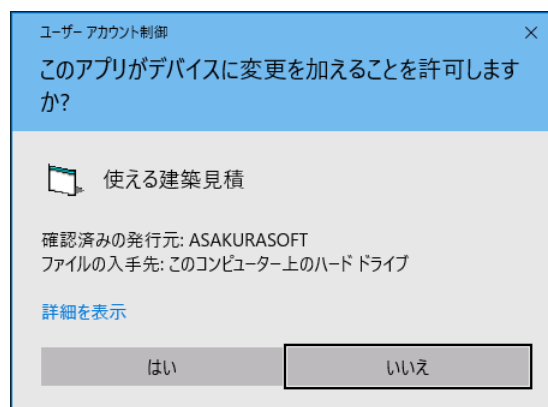 ユーザー アカウント制御
このアプリがデバイスに変更を加えることを許可します
か?
使える建築見積
確認済みの発行元: ASAKURASOFT
ファイルの入手先: このコンピューター上のハード ドライブ
詳細を表示
はい
いいえ